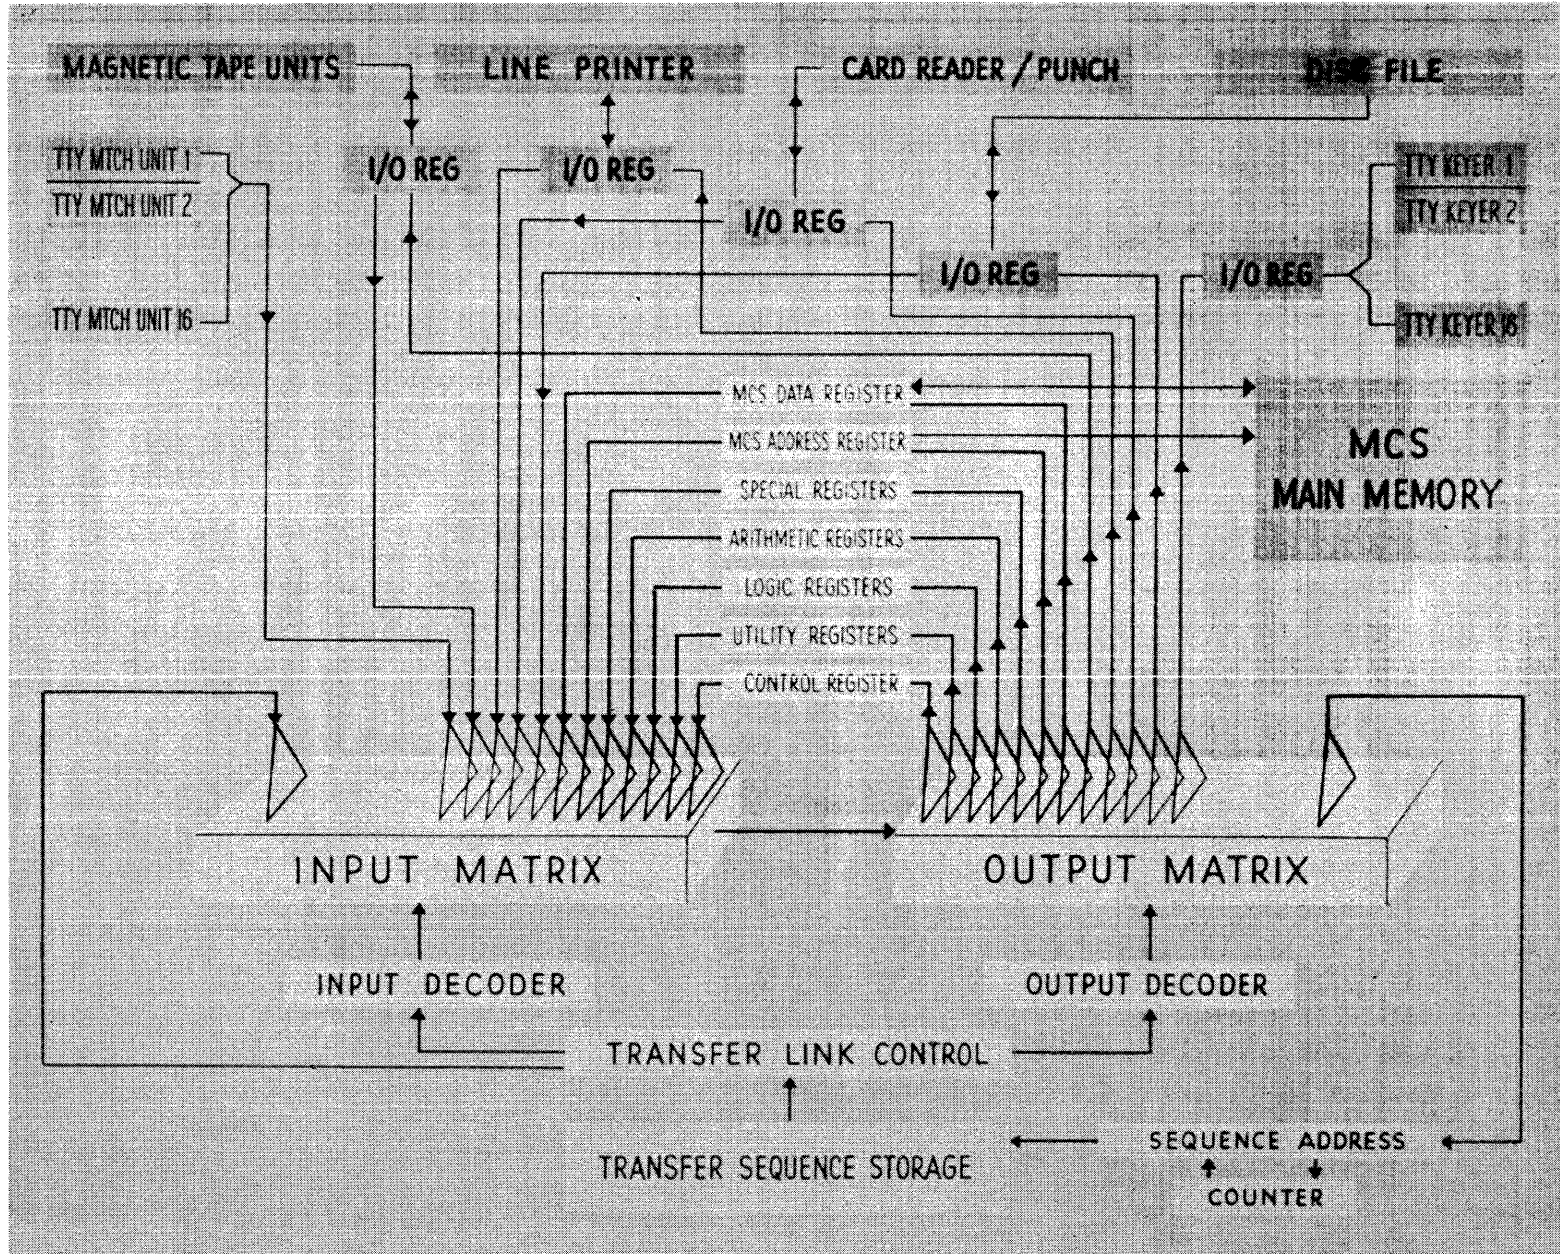 MAGNETIC TAPE UNITS
LINE PRINTER
CARD READER / PUNCH
DISC FILE
TTY MTCH UNIT 1
TTY MTCH UNIT 2
TTY MTCH UNIT 16
I/O REG
I/O REG
I/O REG
I/O REG
I/O REG
TTY KEYER 1
TTY KEYER 2
TTY KEYER 16
MCS DATA REGISTER
MCS ADDRESS REGISTER
SPECIAL REGISTERS
ARITHMETIC REGISTERS
LOGIC REGISTERS
UTILITY REGISTERS
CONTROL REGISTER
MCS
MAIN MEMORY
INPUT MATRIX
OUTPUT MATRIX
INPUT DECODER
OUTPUT DECODER
TRANSFER LINK CONTROL
TRANSFER SEQUENCE STORAGE
SEQUENCE ADDRESS
COUNTER